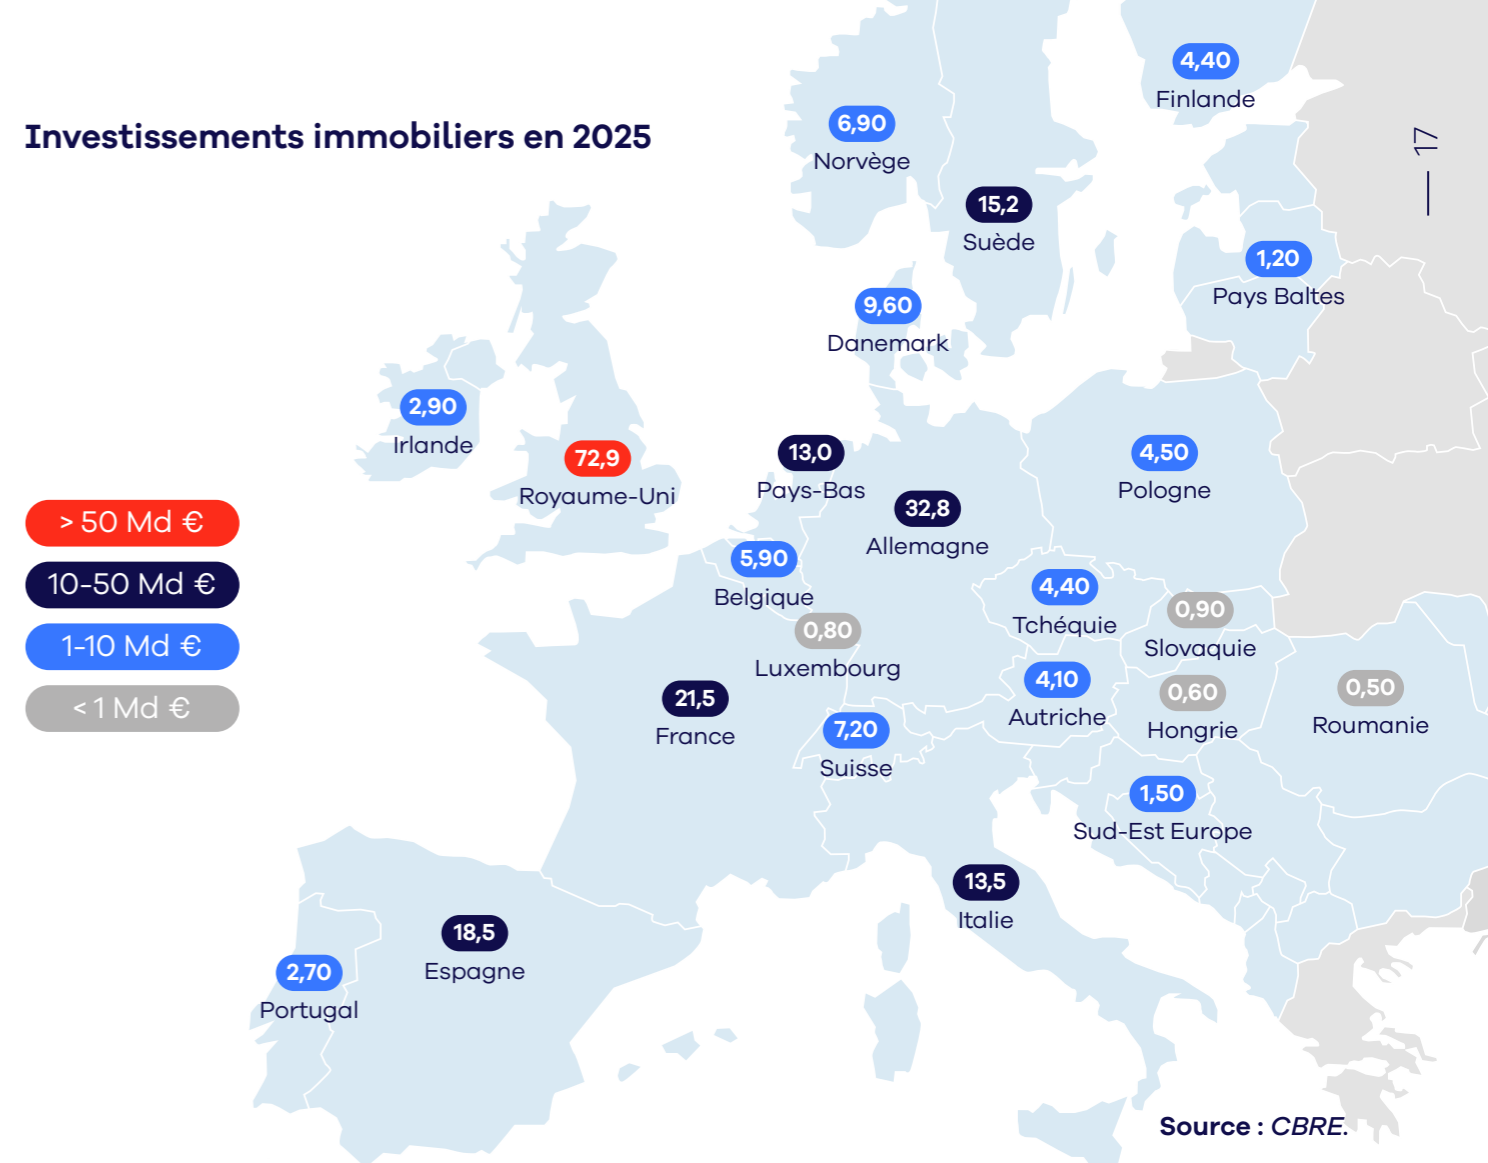 Investissements immobiliers en 2025
17
4,40
Finlande
6,90
Norvège
15,2
Suède
1,20
Pays Baltes
9,60
Danemark
2,90
Irlande
72,9
Royaume-Uni
13,0
Pays-Bas
32,8
Allemagne
4,50
Pologne
> 50 Md €
10-50 Md €
1-10 Md €
< 1 Md €
5,90
Belgique
0,80
Luxembourg
4,40
Tchéquie
0,90
Slovaquie
21,5
France
7,20
Suisse
4,10
Autriche
0,60
Hongrie
0,50
Roumanie
1,50
Sud-Est Europe
13,5
Italie
18,5
Espagne
2,70
Portugal
Source : CBRE.